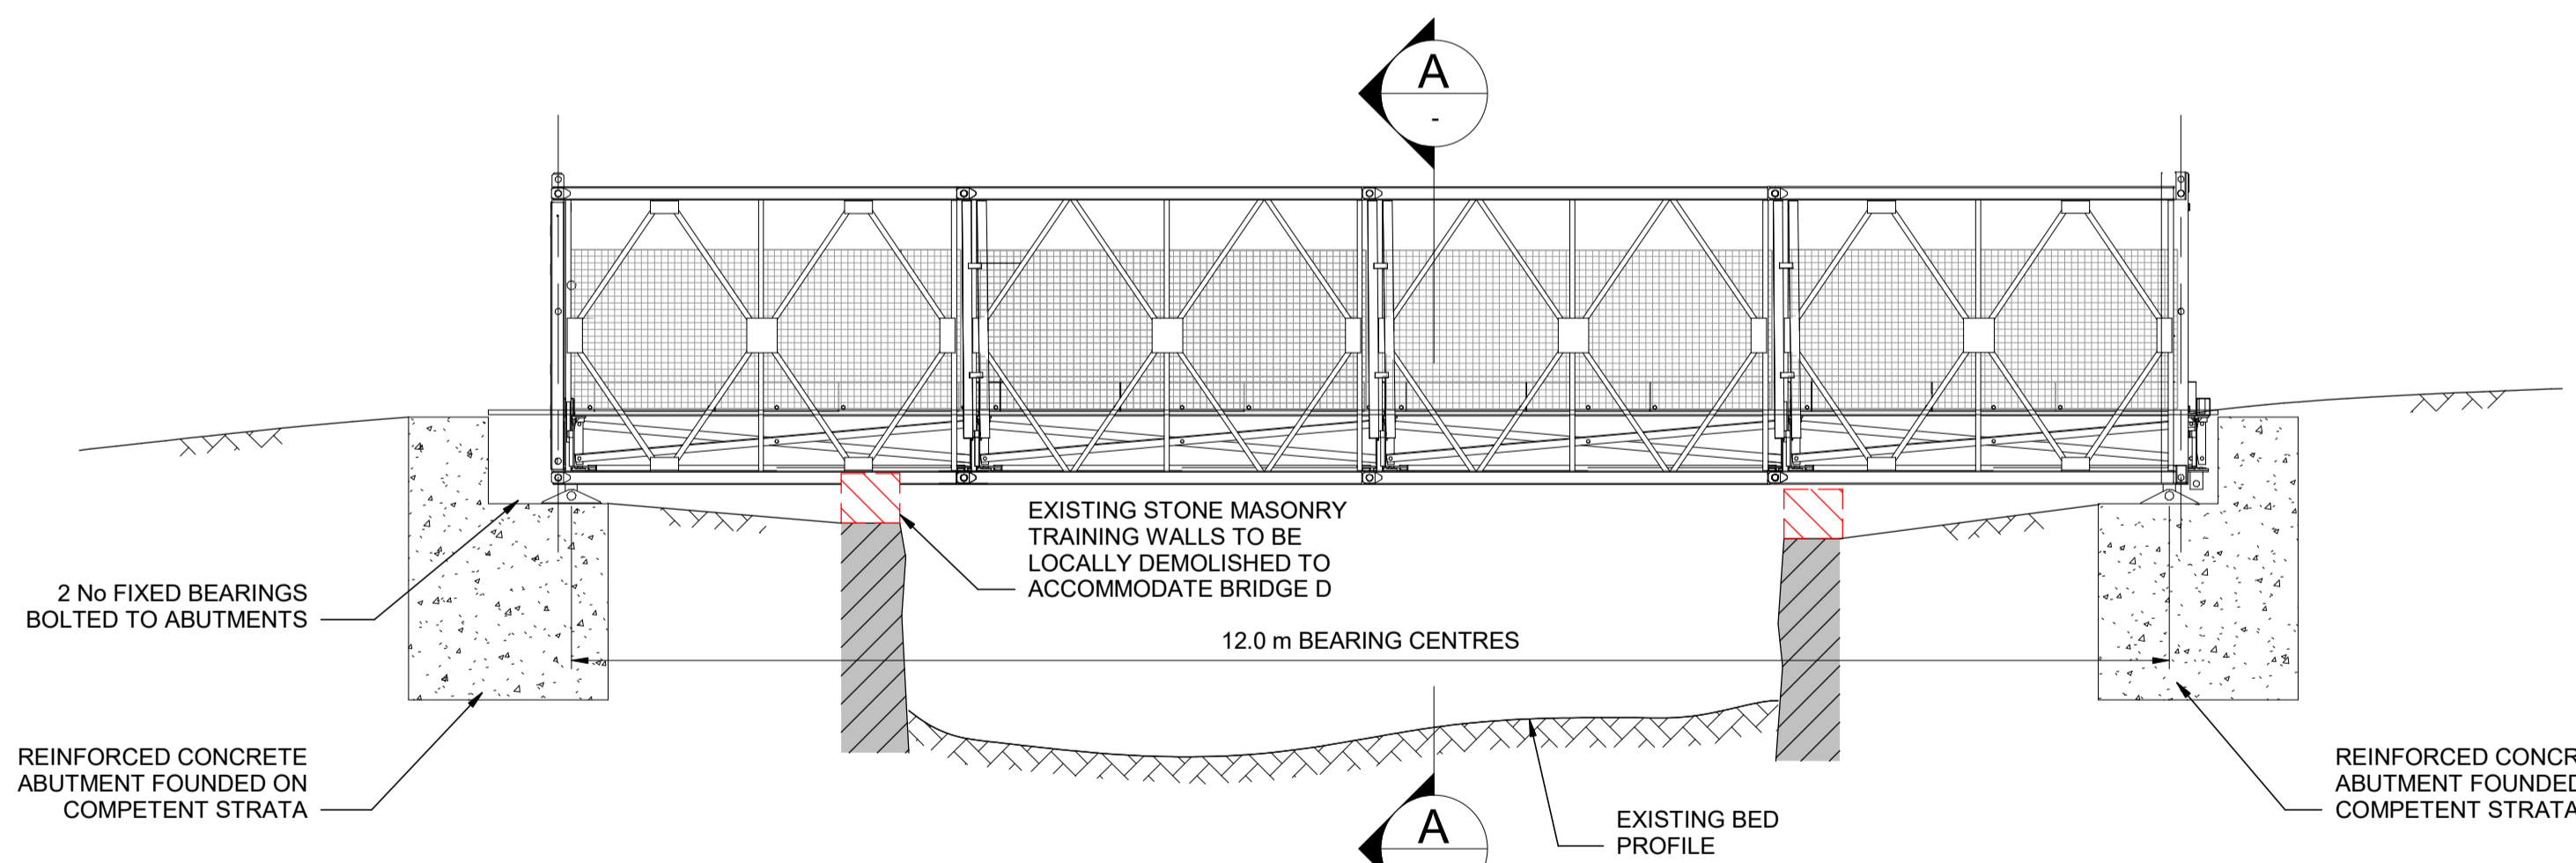 A
-
EXISTING STONE MASONRY
TRAINING WALLS TO BE
LOCALLY DEMOLISHED TO
ACCOMMODATE BRIDGE D
2 No FIXED BEARINGS
BOLTED TO ABUTMENTS
12.0 m BEARING CENTRES
REINFORCED CONCRETE
ABUTMENT FOUNDED ON
COMPETENT STRATA
REINFORCED CONCR
ABUTMENT FOUNDED
COMPETENT STRATA
EXISTING BED
PROFILE
A